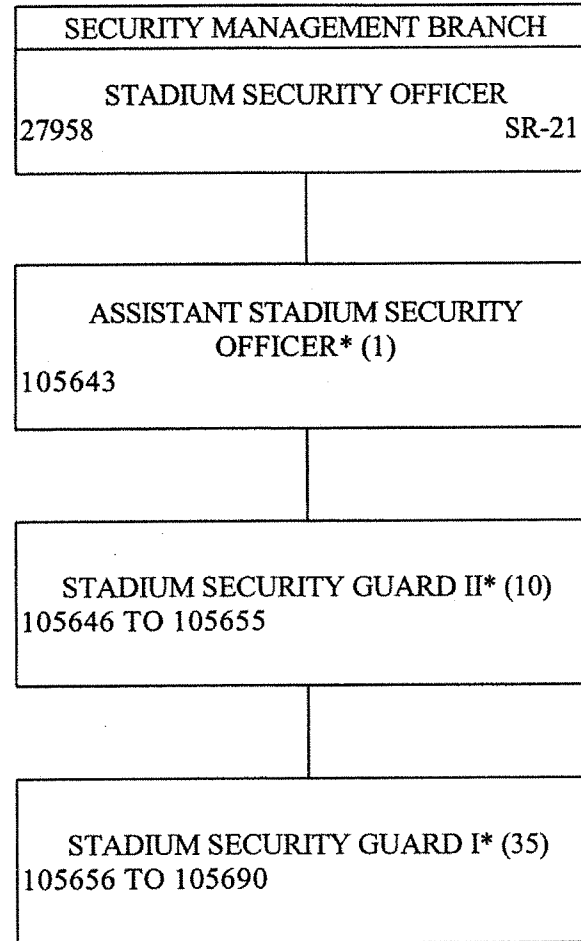 SECURITY MANAGEMENT BRANCH
STADIUM SECURITY OFFICER
27958 SR-21
ASSISTANT STADIUM SECURITY
OFFICER* (1)
105643
STADIUM SECURITY GUARD II* (10)
105646 TO 105655
STADIUM SECURITY GUARD I* (35)
105656 TO 105690